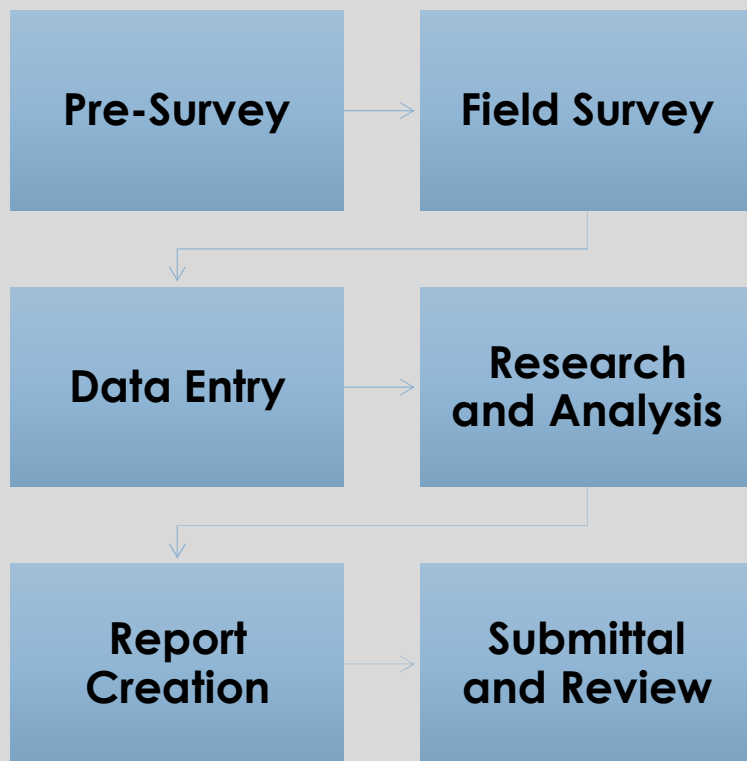 Pre-Survey
Field Survey
Data Entry
Research
and Analysis
Report
Creation
Submittal
and Review